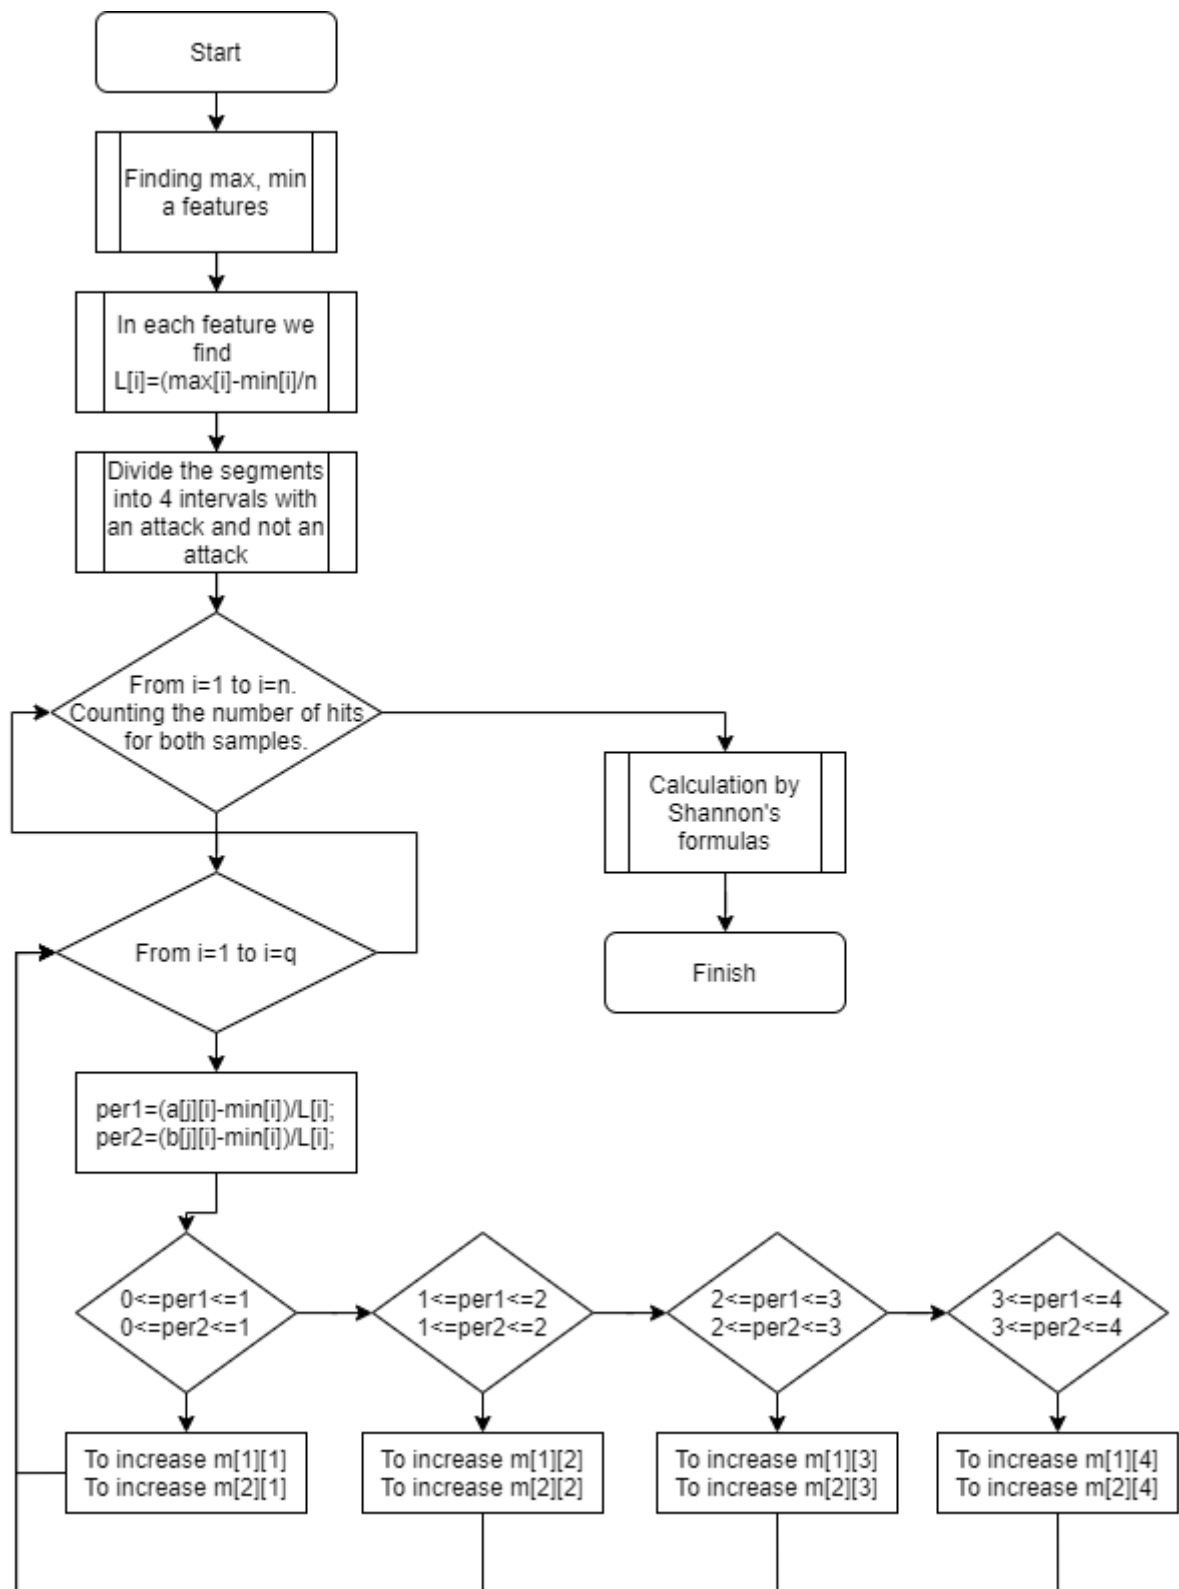 Start
Finding max, min
a features
In each feature we
find
L[i]=(max[i]-min[i]/n
Divide the segments
into 4 intervals with
an attack and not an
attack
From i=1 to i=n.
Counting the number of hits
for both samples.
Calculation by
Shannon's
formulas
From i=1 to i=q
Finish
per1=(a[j][i]-min[i])/L[i];
per2=(b[j][i]-min[i])/L[i];
0<=per1<=1
0<=per2<=1
1<=per1<=2
1<=per2<=2
2<=per1<=3
2<=per2<=3
3<=per1<=4
3<=per2<=4
To increase m[1][1]
To increase m[2][1]
To increase m[1][2]
To increase m[2][2]
To increase m[1][3]
To increase m[2][3]
To increase m[1][4]
To increase m[2][4]